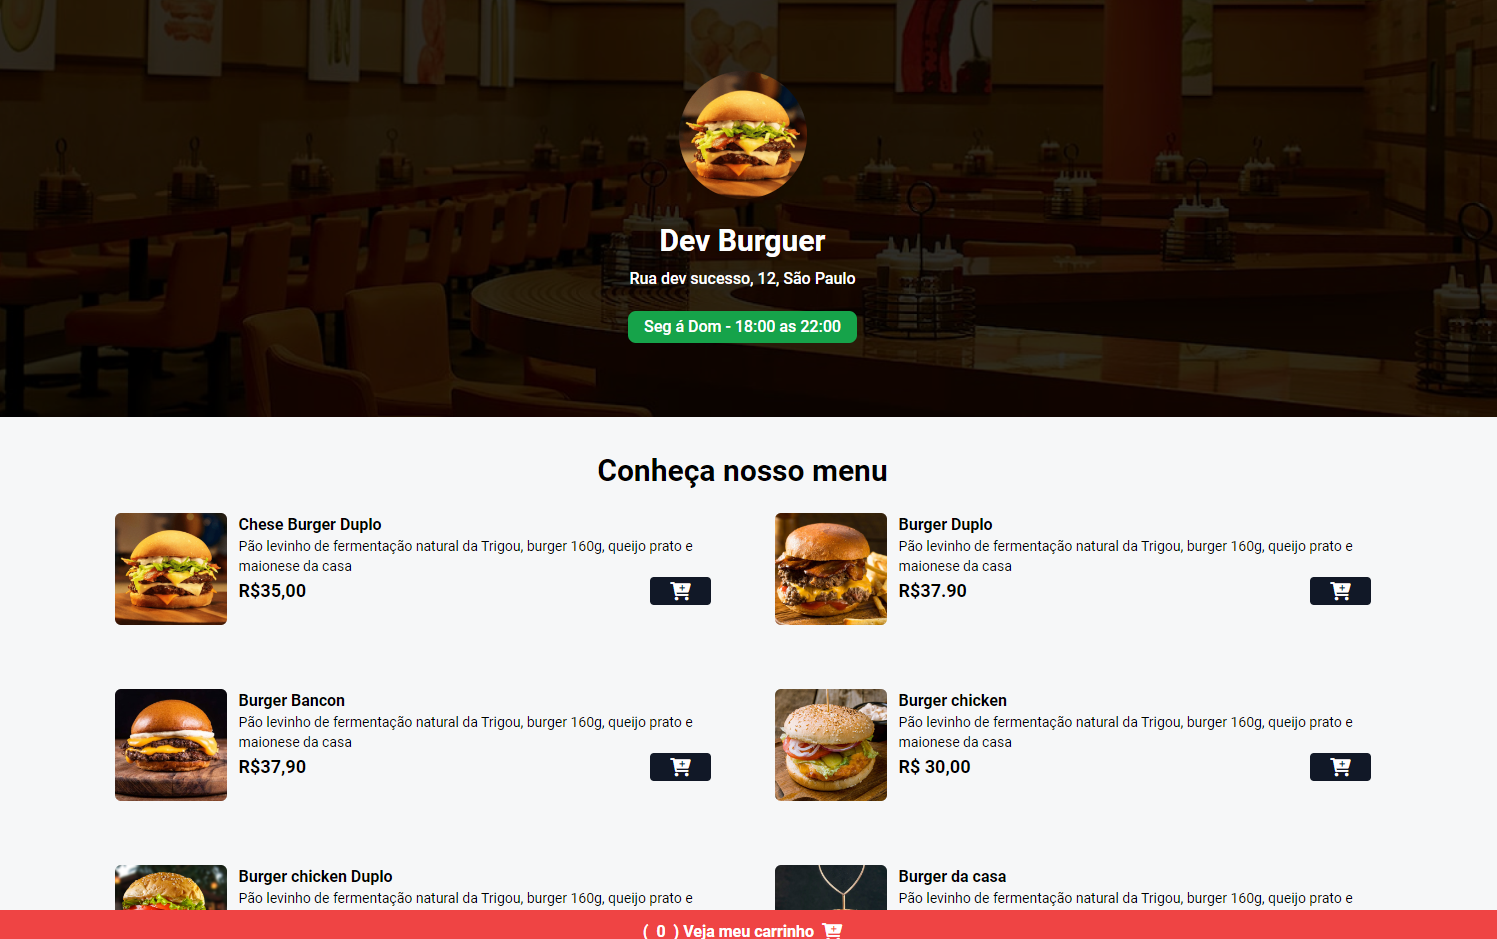 Dev Burguer
Rua dev sucesso, 12, São Paulo
Seg á Dom - 18:00 as 22:00
Conheça nosso menu
Chese Burger Duplo
Pão levinho de fermentação natural da Trigou, burger 160g, queijo prato e
maionese da casa
R$35,00
Burger Duplo
Pão levinho de fermentação natural da Trigou, burger 160g, queijo prato e
maionese da casa
R$37.90
Burger Bancon
Pão levinho de fermentação natural da Trigou, burger 160g, queijo prato e
maionese da casa
R$37,90
Burger chicken
Pão levinho de fermentação natural da Trigou, burger 160g, queijo prato e
maionese da casa
R$ 30,00
Burger chicken Duplo
Pão levinho de fermentação natural da Trigou, burger 160g, queijo prato e
Burger da casa
Pão levinho de fermentação natural da Trigou, burger 160g, queijo prato e
( 0 ) Veja meu carrinho